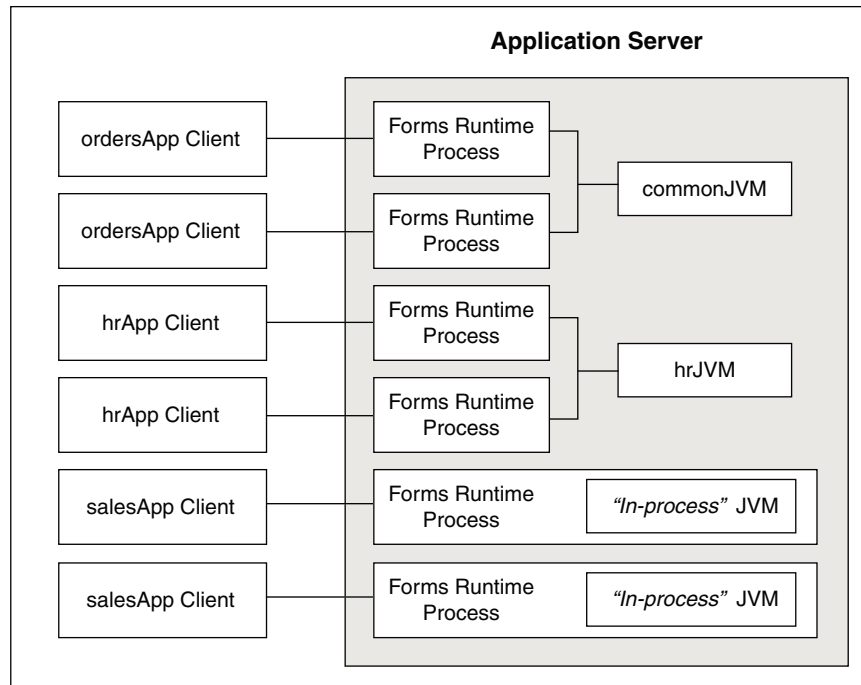 Application Server
ordersApp Client
Forms Runtime
Process
commonJVM
ordersApp Client
Forms Runtime
Process
hrApp Client
Forms Runtime
Process
hrJVM
hrApp Client
Forms Runtime
Process
salesApp Client
Forms Runtime
Process
“In-process” JVM
salesApp Client
Forms Runtime
Process
“In-process” JVM